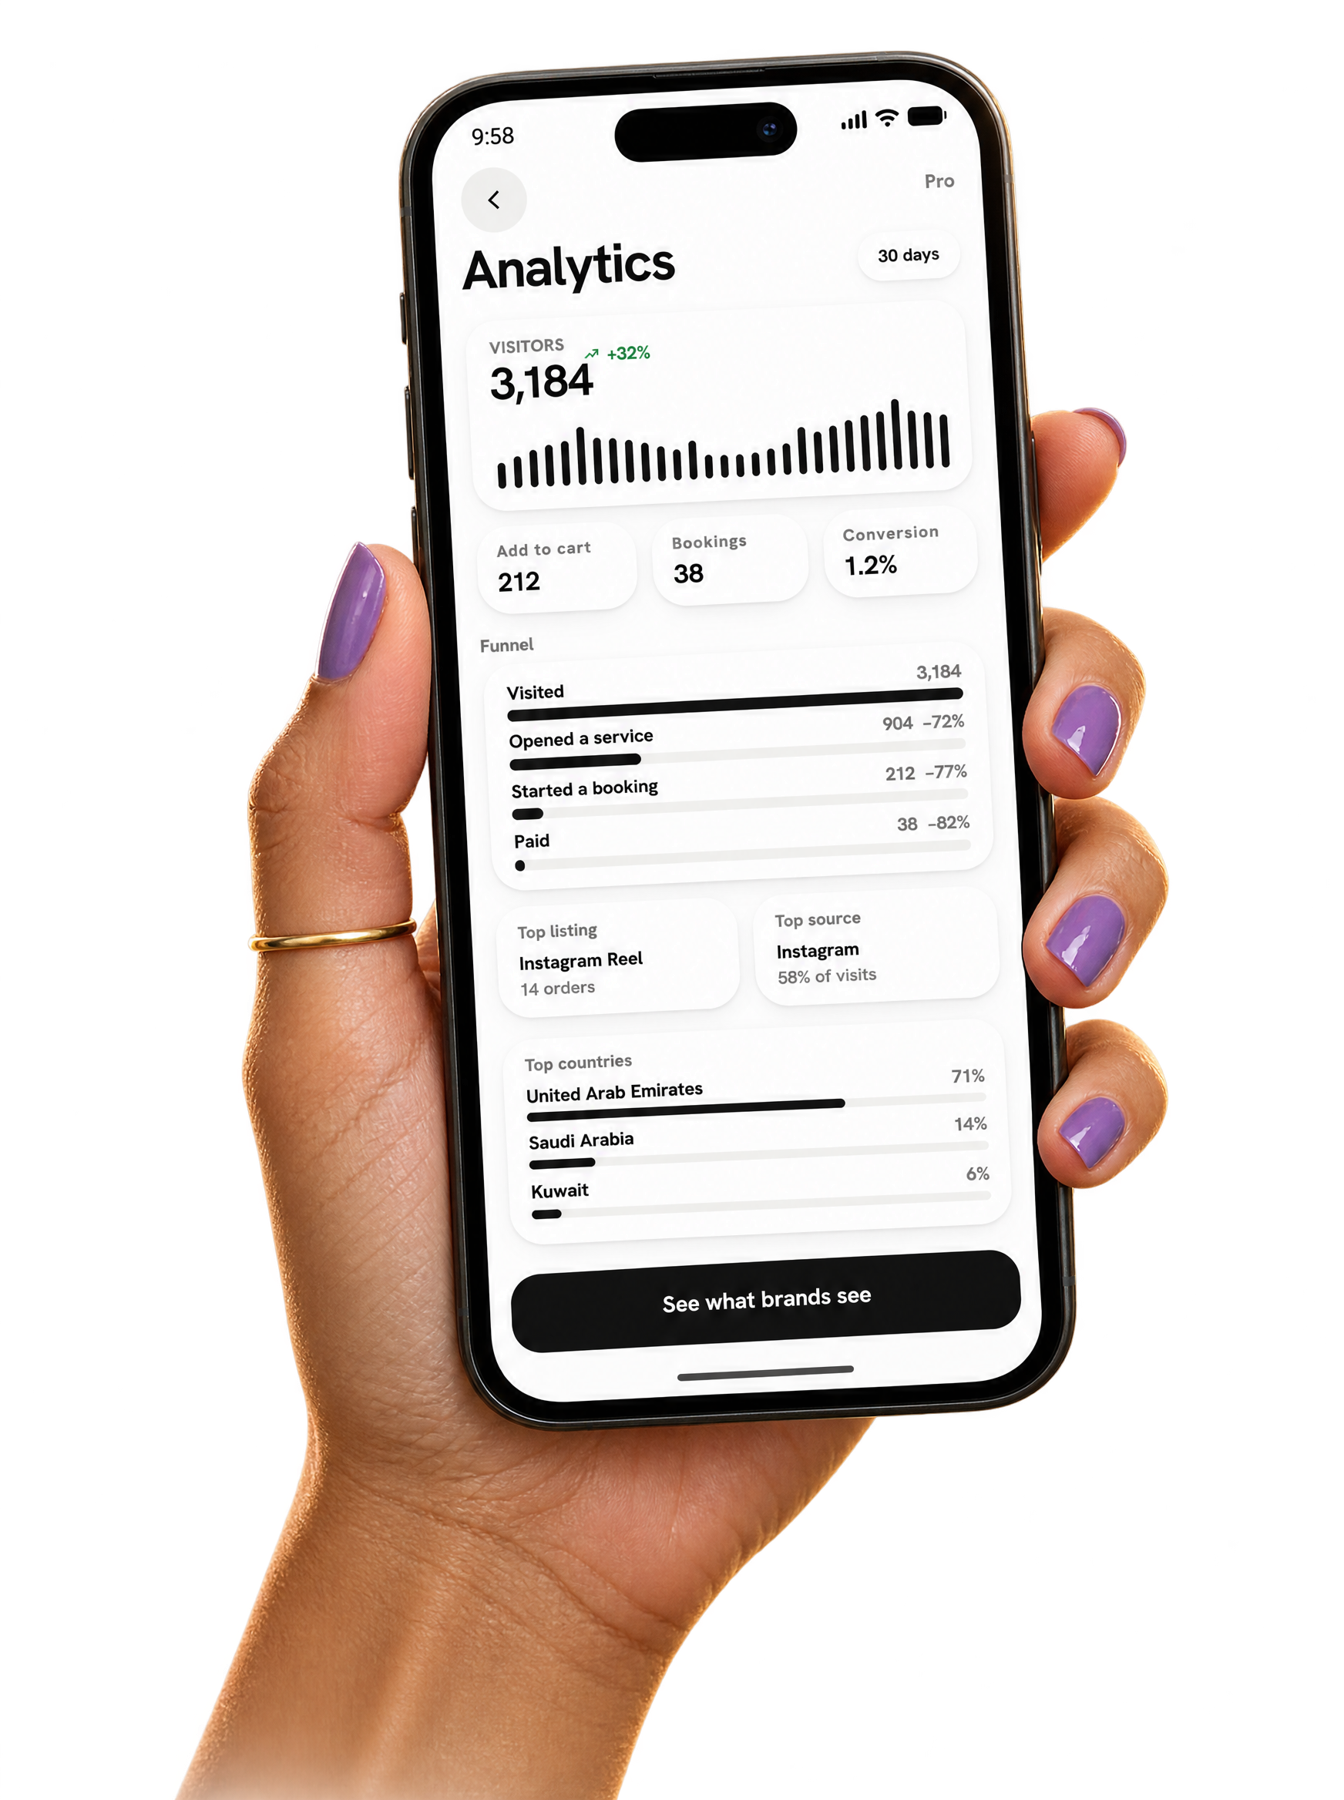 9:58
Pro
Analytics
30 days
VISITORS
+32%
3,184
Add to cart
212
Bookings
38
Conversion
1.2%
Funnel
Visited 3,184
Opened a service 904 –72%
Started a booking 212 –77%
Paid 38 –82%
Top listing
Instagram Reel
14 orders
Top source
Instagram
58% of visits
Top countries
United Arab Emirates 71%
Saudi Arabia 14%
Kuwait 6%
See what brands see